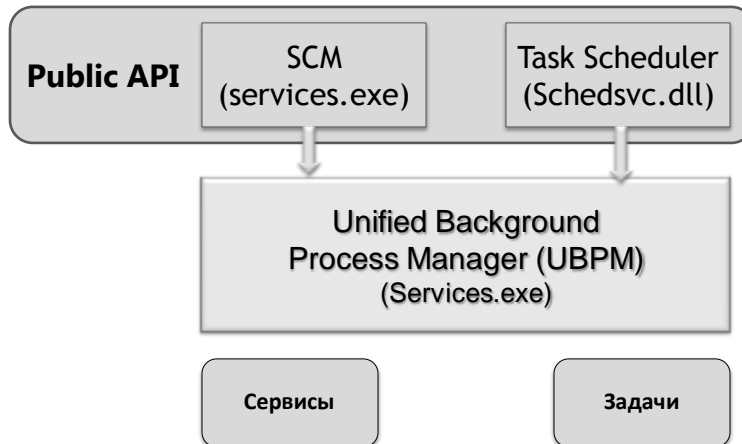 Public API
SCM
(services.exe)
Task Scheduler
(Schedsvc.dll)
Unified Background
Process Manager (UBPM)
(Services.exe)
Сервисы
Задачи